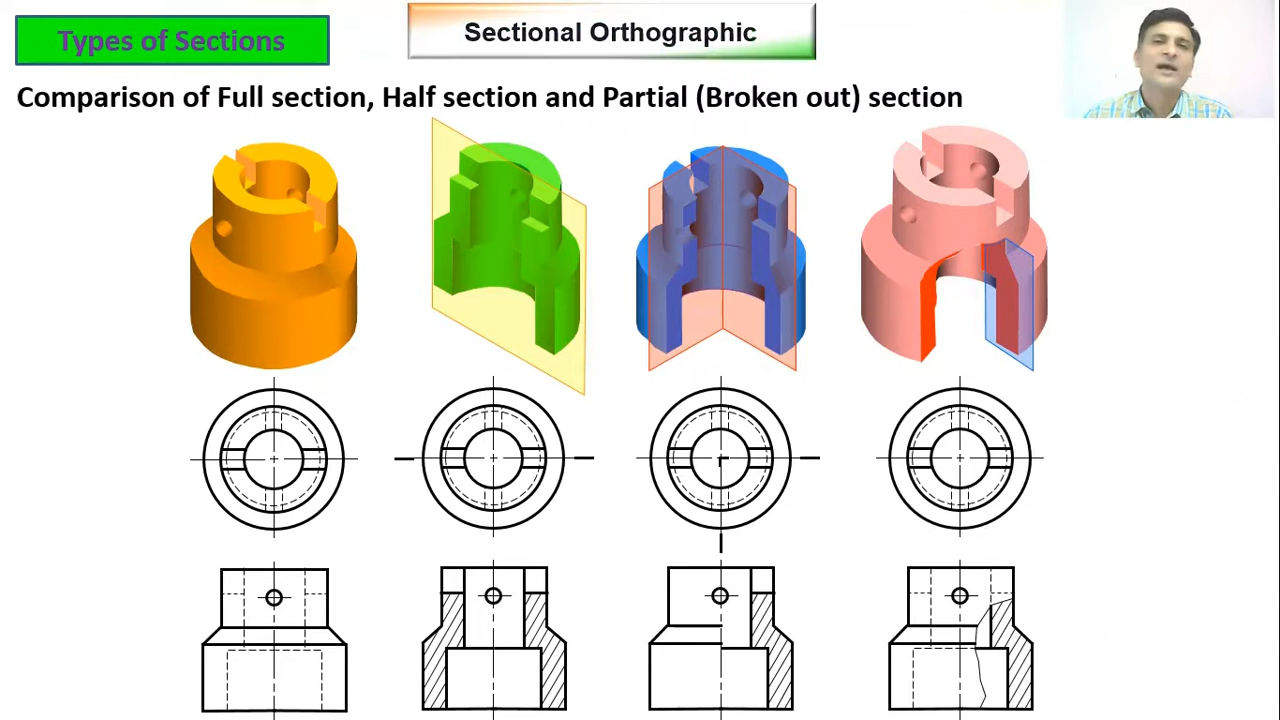 Types of Sections
Sectional Orthographic
Comparison of Full section, Half section and Partial (Broken out) section